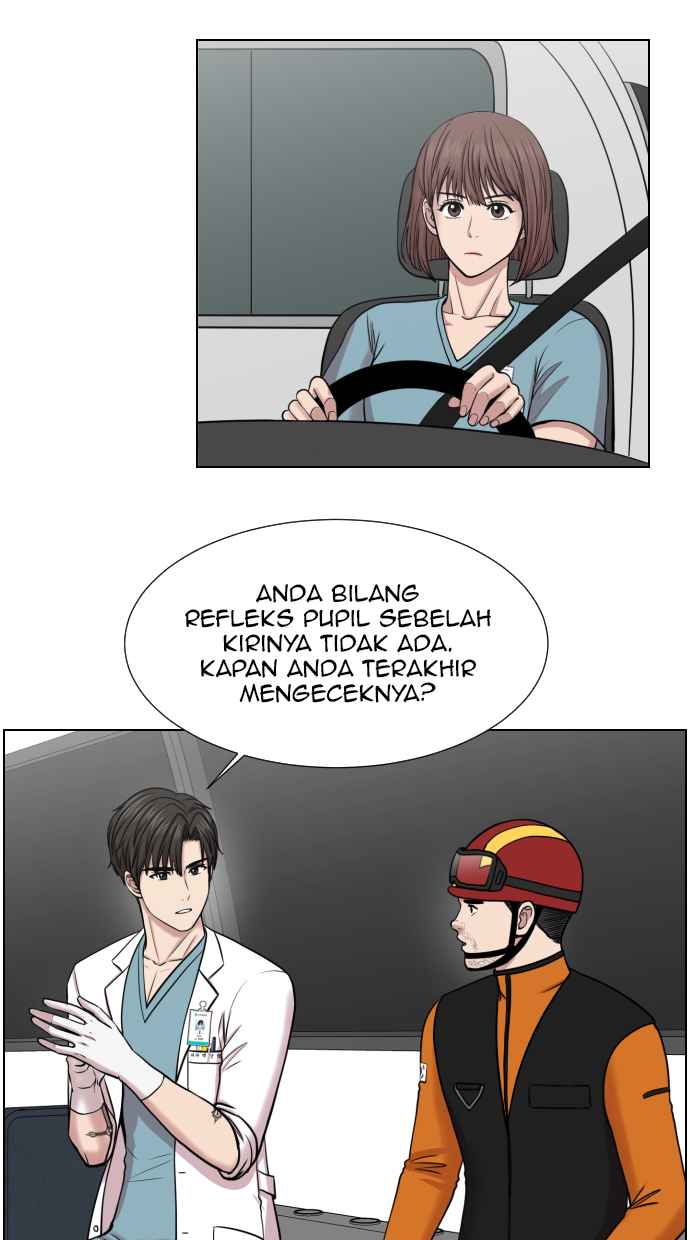 ANDA BILANG
REFLEKS PUPIL SEBELAH
KIRINYA TIDAK ADA.
KAPAN ANDA TERAKHIR
MENGECEKNYA?